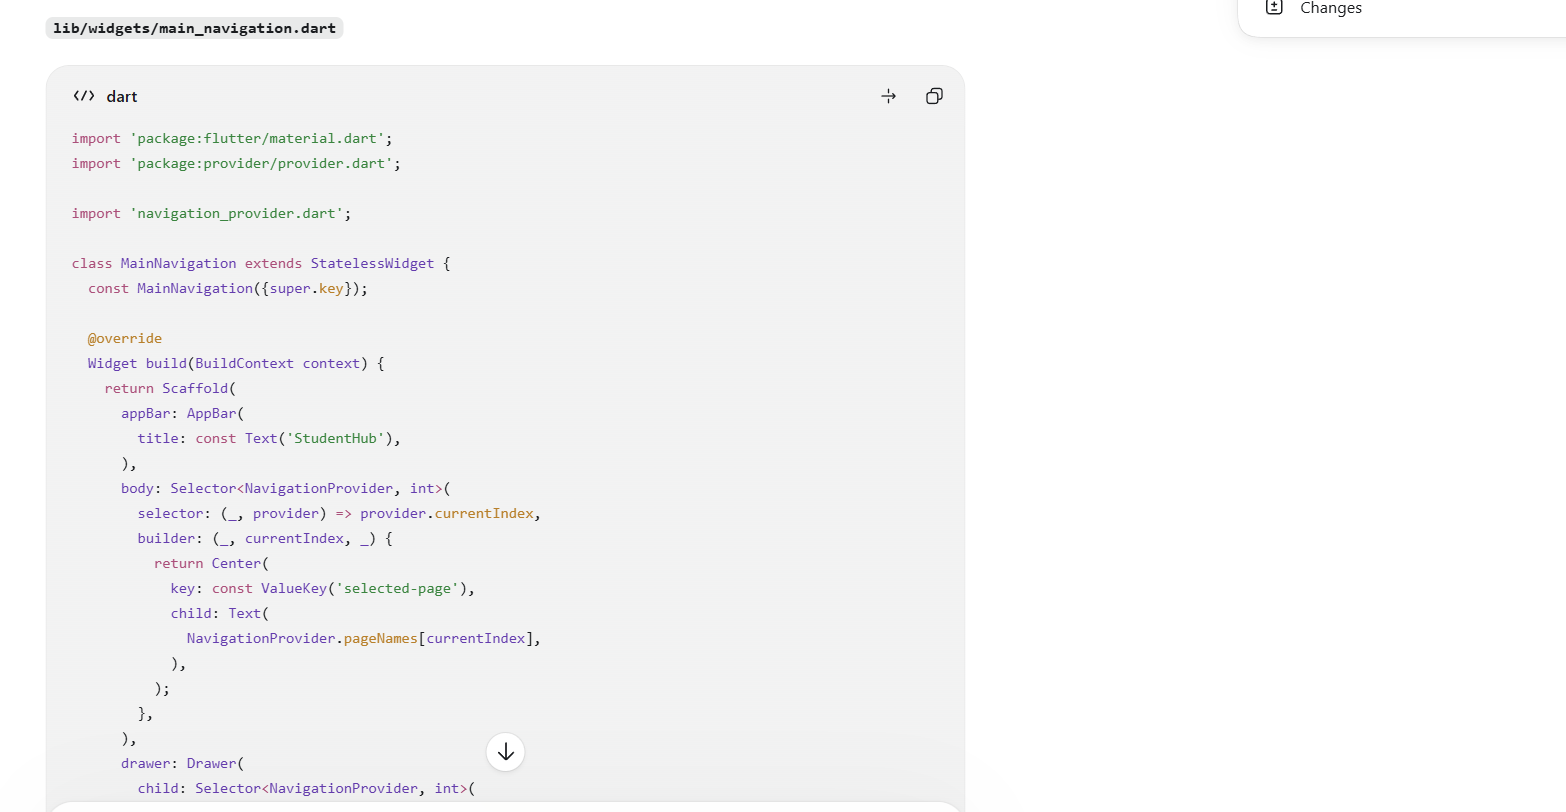 lib/widgets/main_navigation.dart
Changes
dart
import 'package:flutter/material.dart';
import 'package:provider/provider.dart';
import 'navigation_provider.dart';
class MainNavigation extends StatelessWidget {
  const MainNavigation({super.key});
  @override
  Widget build(BuildContext context) {
    return Scaffold(
      appBar: AppBar(
        title: const Text('StudentHub'),
      ),
      body: Selector<NavigationProvider, int>(
        selector: (_, provider) => provider.currentIndex,
        builder: (_, currentIndex, _) {
          return Center(
            key: const ValueKey('selected-page'),
            child: Text(
              NavigationProvider.pageNames[currentIndex],
            ),
          );
        },
      ),
      drawer: Drawer(
        child: Selector<NavigationProvider, int>(